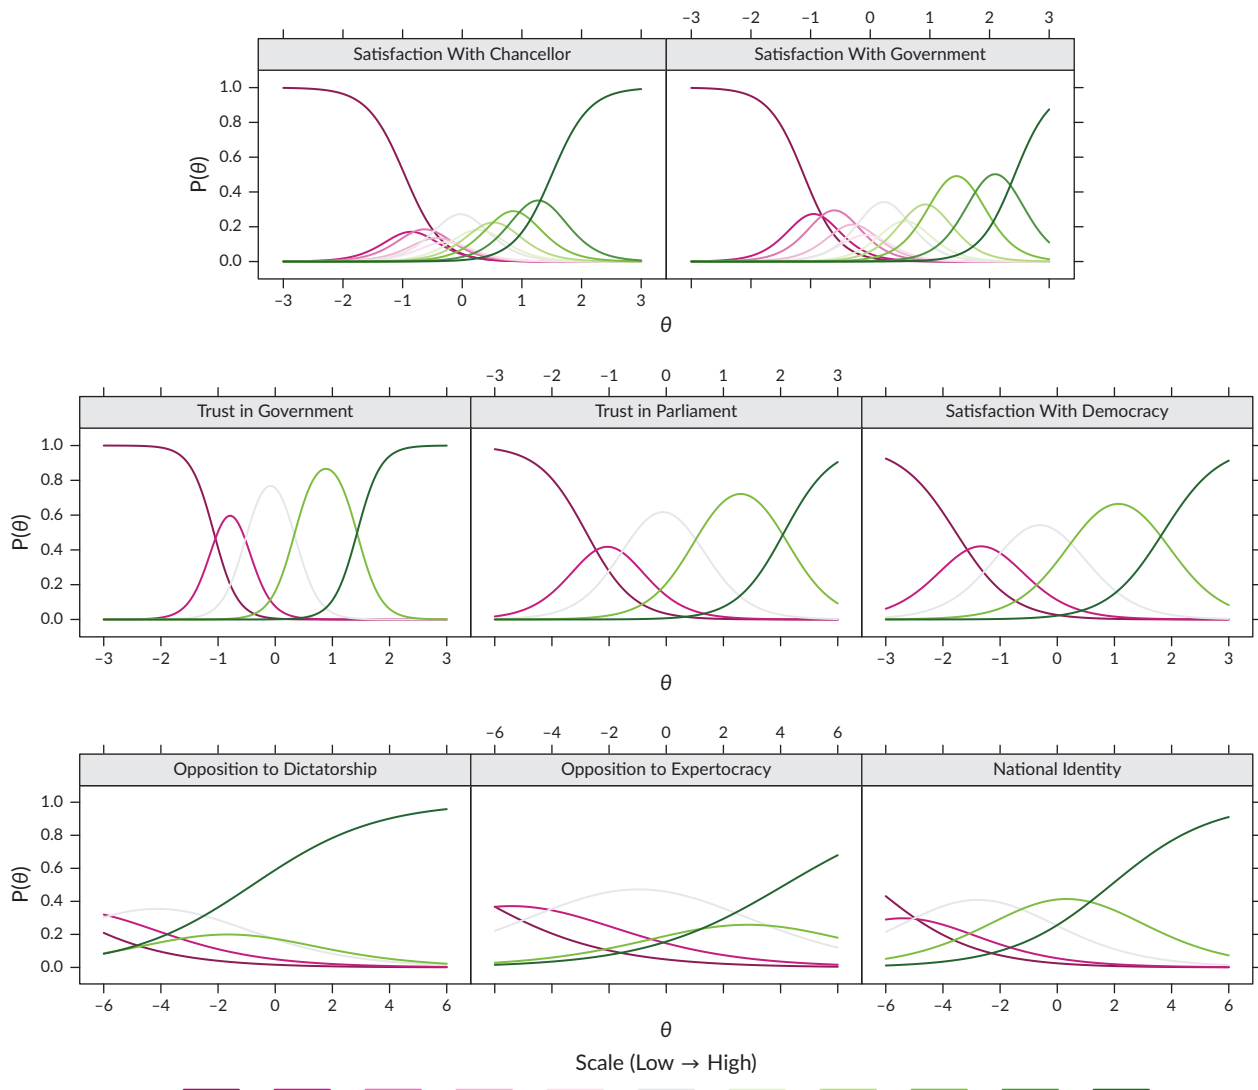 −3 −2 −1 0 1 2 3
Satisfaction With Chancellor Satisfaction With Government
1.0
0.8
0.6
0.4
0.2
0.0
P(θ)
−3 −2 −1 0 1 2 3
θ
−3 −2 −1 0 1 2 3
Trust in Government Trust in Parliament Satisfaction With Democracy
1.0
0.8
0.6
0.4
0.2
0.0
P(θ)
−3 −2 −1 0 1 2 3 −3 −2 −1 0 1 2 3
θ
−6 −4 −2 0 2 4 6
Opposition to Dictatorship Opposition to Expertocracy National Identity
1.0
0.8
0.6
0.4
0.2
0.0
P(θ)
−6 −4 −2 0 2 4 6 −6 −4 −2 0 2 4 6
θ
Scale (Low → High)